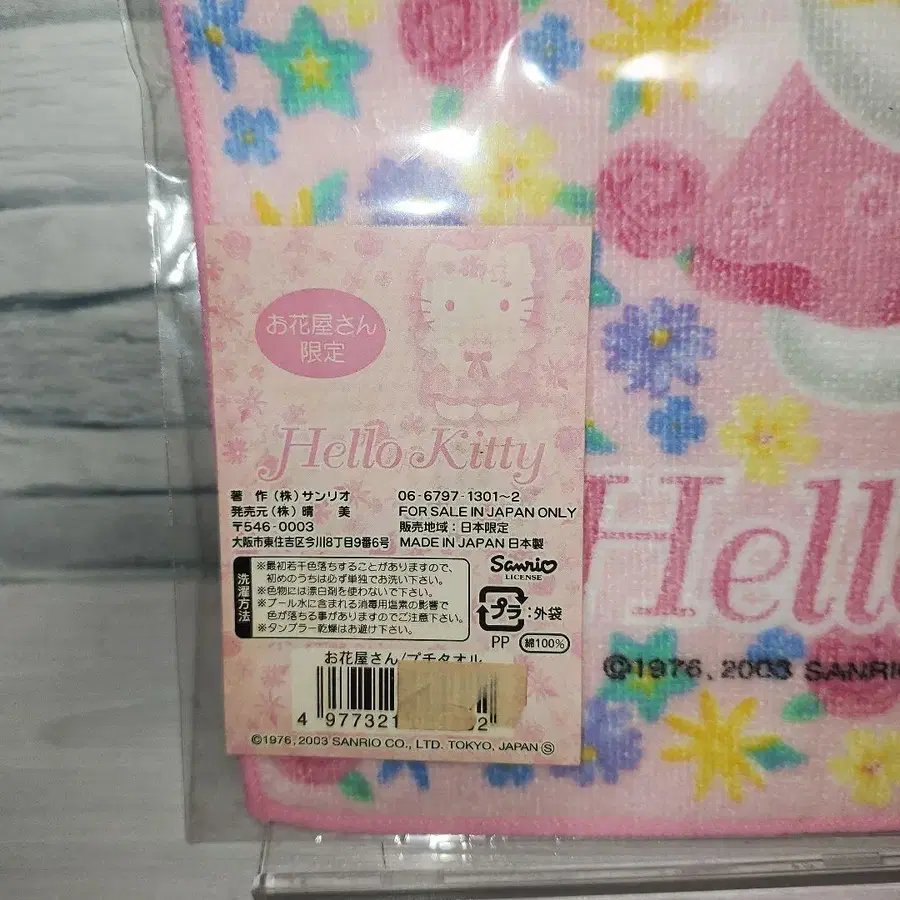 お花屋さん
限定
Hello Kitty
著 作 (株) サンリオ
発売元 (株) 晴 美
〒546-0003
大阪市東住吉区今川8丁目9番6号
06-6797-1301~2
FOR SALE IN JAPAN ONLY
販売地域:日本限定
MADE IN JAPAN 日本製
洗濯方法
※最初若干色落ちすることがありますので、
初めのうちは必ず単独でお洗い下さい。
※色物には漂白剤を使わないで下さい。
※プール水に含まれる消毒用塩素の影響で
色が落ちる事がありますのでご注意下さい。
※タンブラー乾燥はお避け下さい。
Sanrio
LICENSE
プラ :外袋
PP 綿100%
お花屋さん/プチタオル
4 977321
©1976, 2003 SANRIO CO., LTD. TOKYO, JAPAN Ⓢ
Hello
©1976, 2003 SANRIO